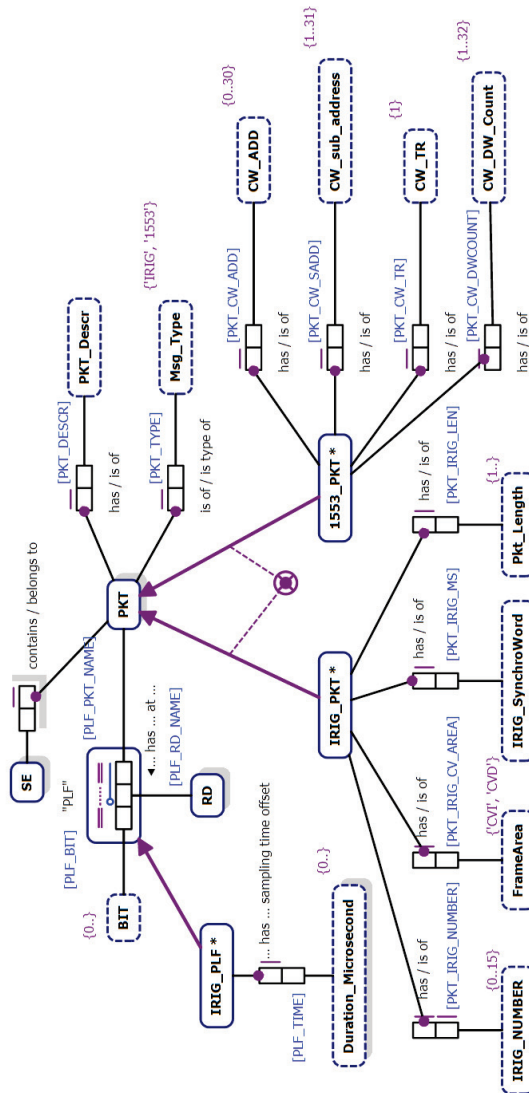 SE
contains / belongs to
PKT
[PKT_DESCR]
has / is of
PKT_Descr
[PKT_TYPE]
is of / is type of
Msg_Type
{'IRIG', '1553'}
"PLF"
[PLF_BIT]
[PLF_PKT_NAME]
{0..}
BIT
◄... has ... at ...
[PLF_RD_NAME]
RD
IRIG_PLF *
... has ... sampling time offset
[PLF_TIME]
{0..}
Duration_Microsecond
IRIG_PKT *
1553_PKT *
[PKT_CW_ADD]
has / is of
CW_ADD
{0..30}
[PKT_CW_SADD]
has / is of
CW_sub_address
{1..31}
[PKT_CW_TR]
has / is of
CW_TR
{1}
[PKT_CW_DWCOUNT]
has / is of
CW_DW_Count
{1..32}
has / is of
[PKT_IRIG_NUMBER]
{0..15}
IRIG_NUMBER
has / is of
[PKT_IRIG_CV_AREA]
{'CVI', 'CVD'}
FrameArea
has / is of
[PKT_IRIG_MS]
IRIG_SynchroWord
has / is of
[PKT_IRIG_LEN]
{1..}
Pkt_Length